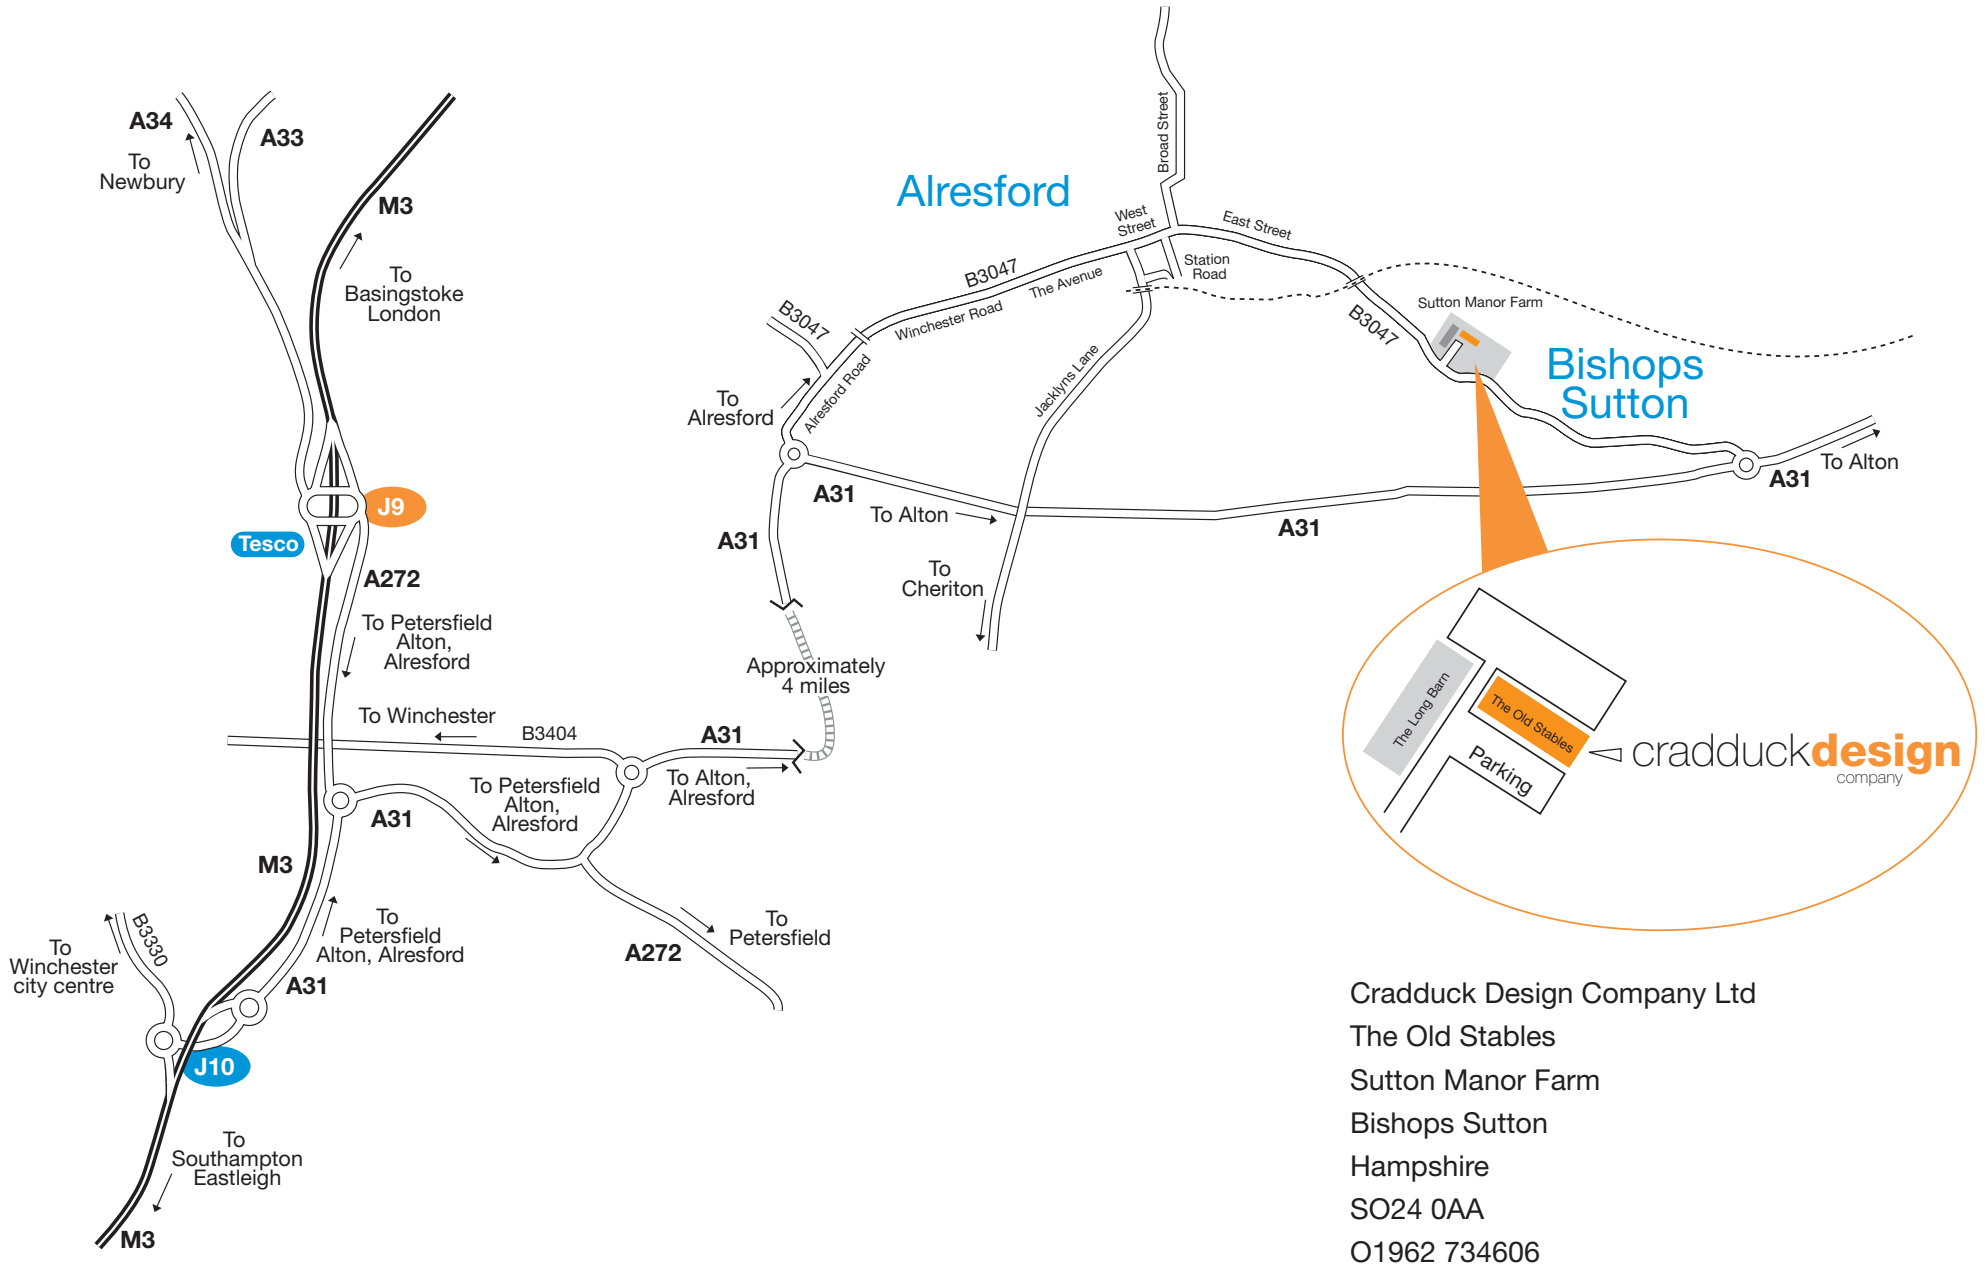 A34
A33
To
Newbury
M3
To
Basingstoke
London
J9
Tesco
A272
To Petersfield
Alton,
Alresford
To Winchester
B3404
A31
To Alton,
Alresford
To Petersfield
Alton,
Alresford
A31
M3
B3330
To
Winchester
city centre
To
Petersfield
Alton, Alresford
A31
J10
To
Southampton
Eastleigh
M3
A272
To
Petersfield
Approximately
4 miles
A31
To
Alresford
B3047
Alresford Road
A31
To Alton
Alresford
B3047
Winchester Road
The Avenue
West
Street
Broad Street
East Street
Station
Road
Jacklyns Lane
To
Cheriton
B3047
Sutton Manor Farm
Bishops
Sutton
A31
A31
To Alton
The Long Barn
The Old Stables
Parking
cradduckdesign
company
Cradduck Design Company Ltd
The Old Stables
Sutton Manor Farm
Bishops Sutton
Hampshire
SO24 0AA
O1962 734606